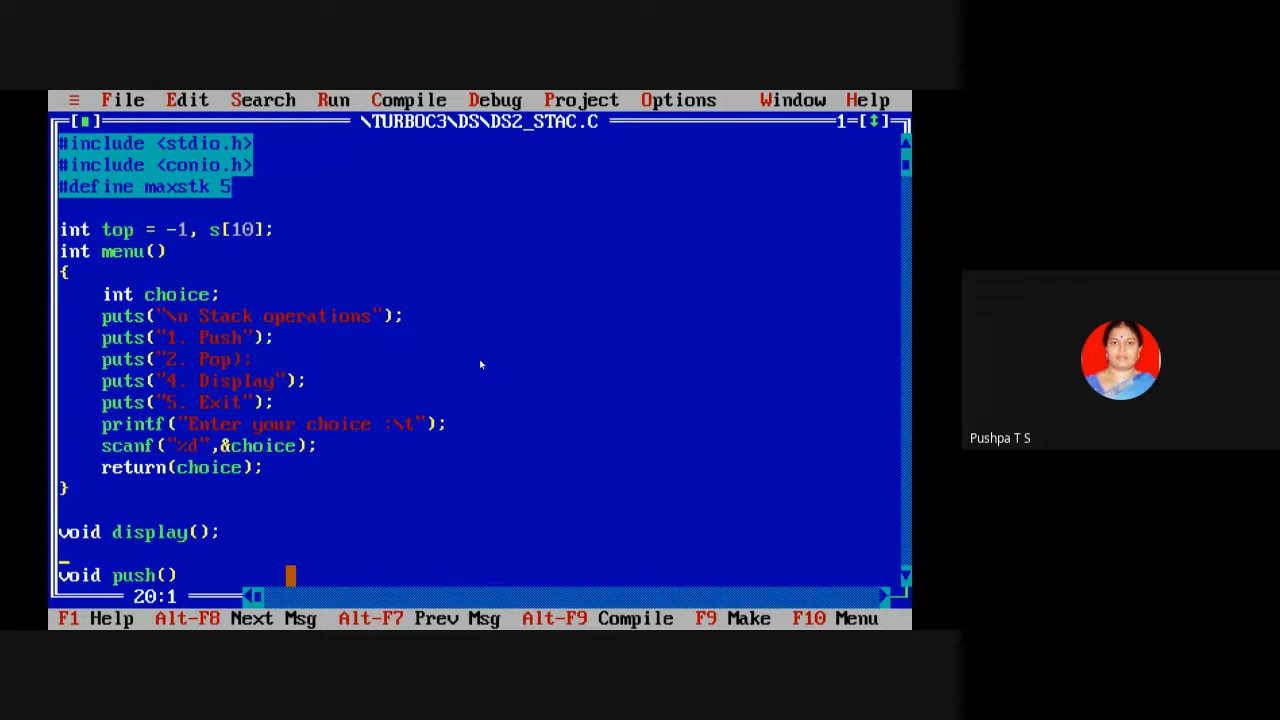 ≡ File Edit Search Run Compile Debug Project Options Window Help
[■] \TURBOC3\DS\DS2_STAC.C 1=[↕]
#include <stdio.h>
#include <conio.h>
#define maxstk 5
int top = -1, s[10];
int menu()
{
int choice;
puts("\n Stack operations");
puts("1. Push");
puts("2. Pop);
puts("4. Display");
puts("5. Exit");
printf("Enter your choice :\t");
scanf("%d",&choice);
return(choice);
}
void display();
void push()
20:1
F1 Help Alt-F8 Next Msg Alt-F7 Prev Msg Alt-F9 Compile F9 Make F10 Menu
Pushpa T S